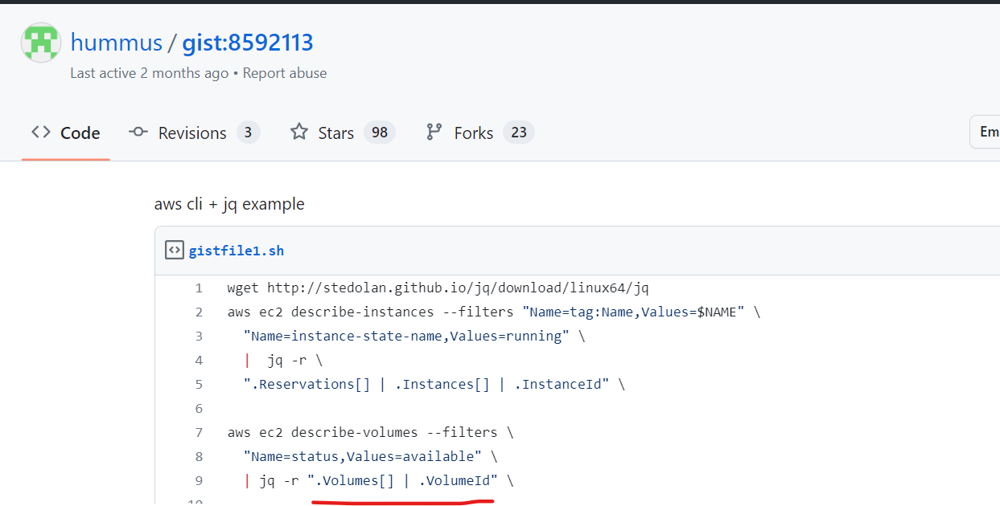 hummus / gist:8592113
Last active 2 months ago • Report abuse
<> Code Revisions 3 Stars 98 Forks 23 Em
aws cli + jq example
gistfile1.sh
1 wget http://stedolan.github.io/jq/download/linux64/jq
2 aws ec2 describe-instances --filters "Name=tag:Name,Values=$NAME" \
3 "Name=instance-state-name,Values=running" \
4 | jq -r \
5 ".Reservations[] | .Instances[] | .InstanceId" \
6
7 aws ec2 describe-volumes --filters \
8 "Name=status,Values=available" \
9 | jq -r ".Volumes[] | .VolumeId" \
10